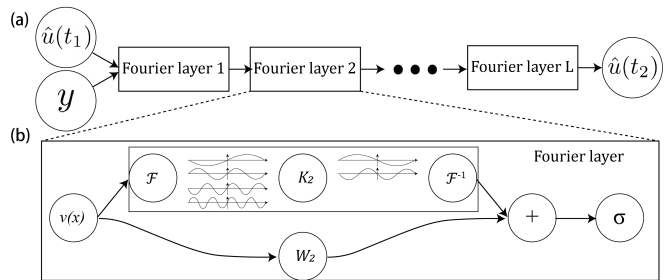 (a)
û(t₁)
y
Fourier layer 1
Fourier layer 2
Fourier layer L
û(t₂)
(b)
Fourier layer
v(x)
ℱ
K₂
ℱ⁻¹
W₂
+
σ